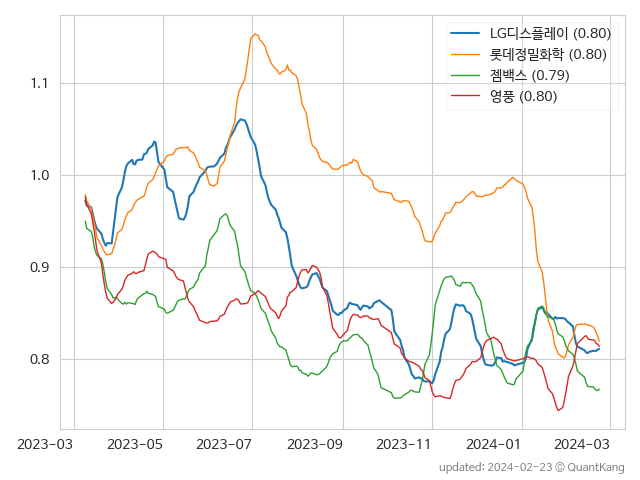 LG디스플레이 (0.80)
롯데정밀화학 (0.80)
젬백스 (0.79)
영풍 (0.80)
1.1
1.0
0.9
0.8
2023-03 2023-05 2023-07 2023-09 2023-11 2024-01 2024-03
updated: 2024-02-23 © QuantKang